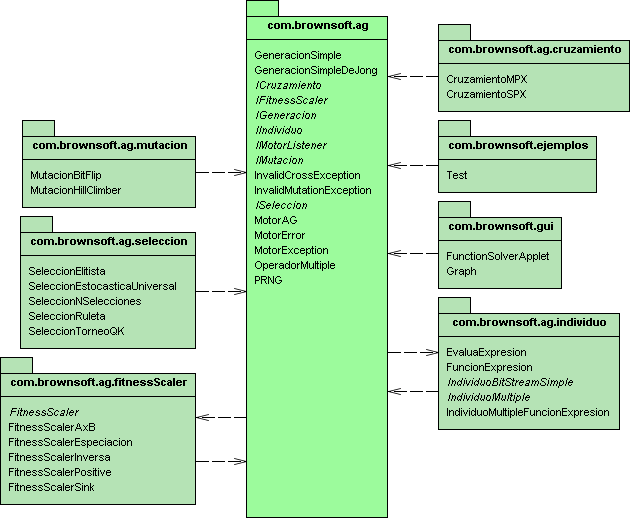 com.brownsoft.ag
GeneracionSimple
GeneracionSimpleDeJong
ICruzamiento
IFitnessScaler
IGeneracion
IIndividuo
IMotorListener
IMutacion
InvalidCrossException
InvalidMutationException
ISeleccion
MotorAG
MotorError
MotorException
OperadorMultiple
PRNG
com.brownsoft.ag.mutacion
MutacionBitFlip
MutacionHillClimber
com.brownsoft.ag.seleccion
SeleccionElitista
SeleccionEstocasticaUniversal
SeleccionNSelecciones
SeleccionRuleta
SeleccionTorneoQK
com.brownsoft.ag.fitnessScaler
FitnessScaler
FitnessScalerAxB
FitnessScalerEspeciacion
FitnessScalerInversa
FitnessScalerPositive
FitnessScalerSink
com.brownsoft.ag.cruzamiento
CruzamientoMPX
CruzamientoSPX
com.brownsoft.ejemplos
Test
com.brownsoft.gui
FunctionSolverApplet
Graph
com.brownsoft.ag.individuo
EvaluaExpresion
FuncionExpresion
IndividuoBitStreamSimple
IndividuoMultiple
IndividuoMultipleFuncionExpresion